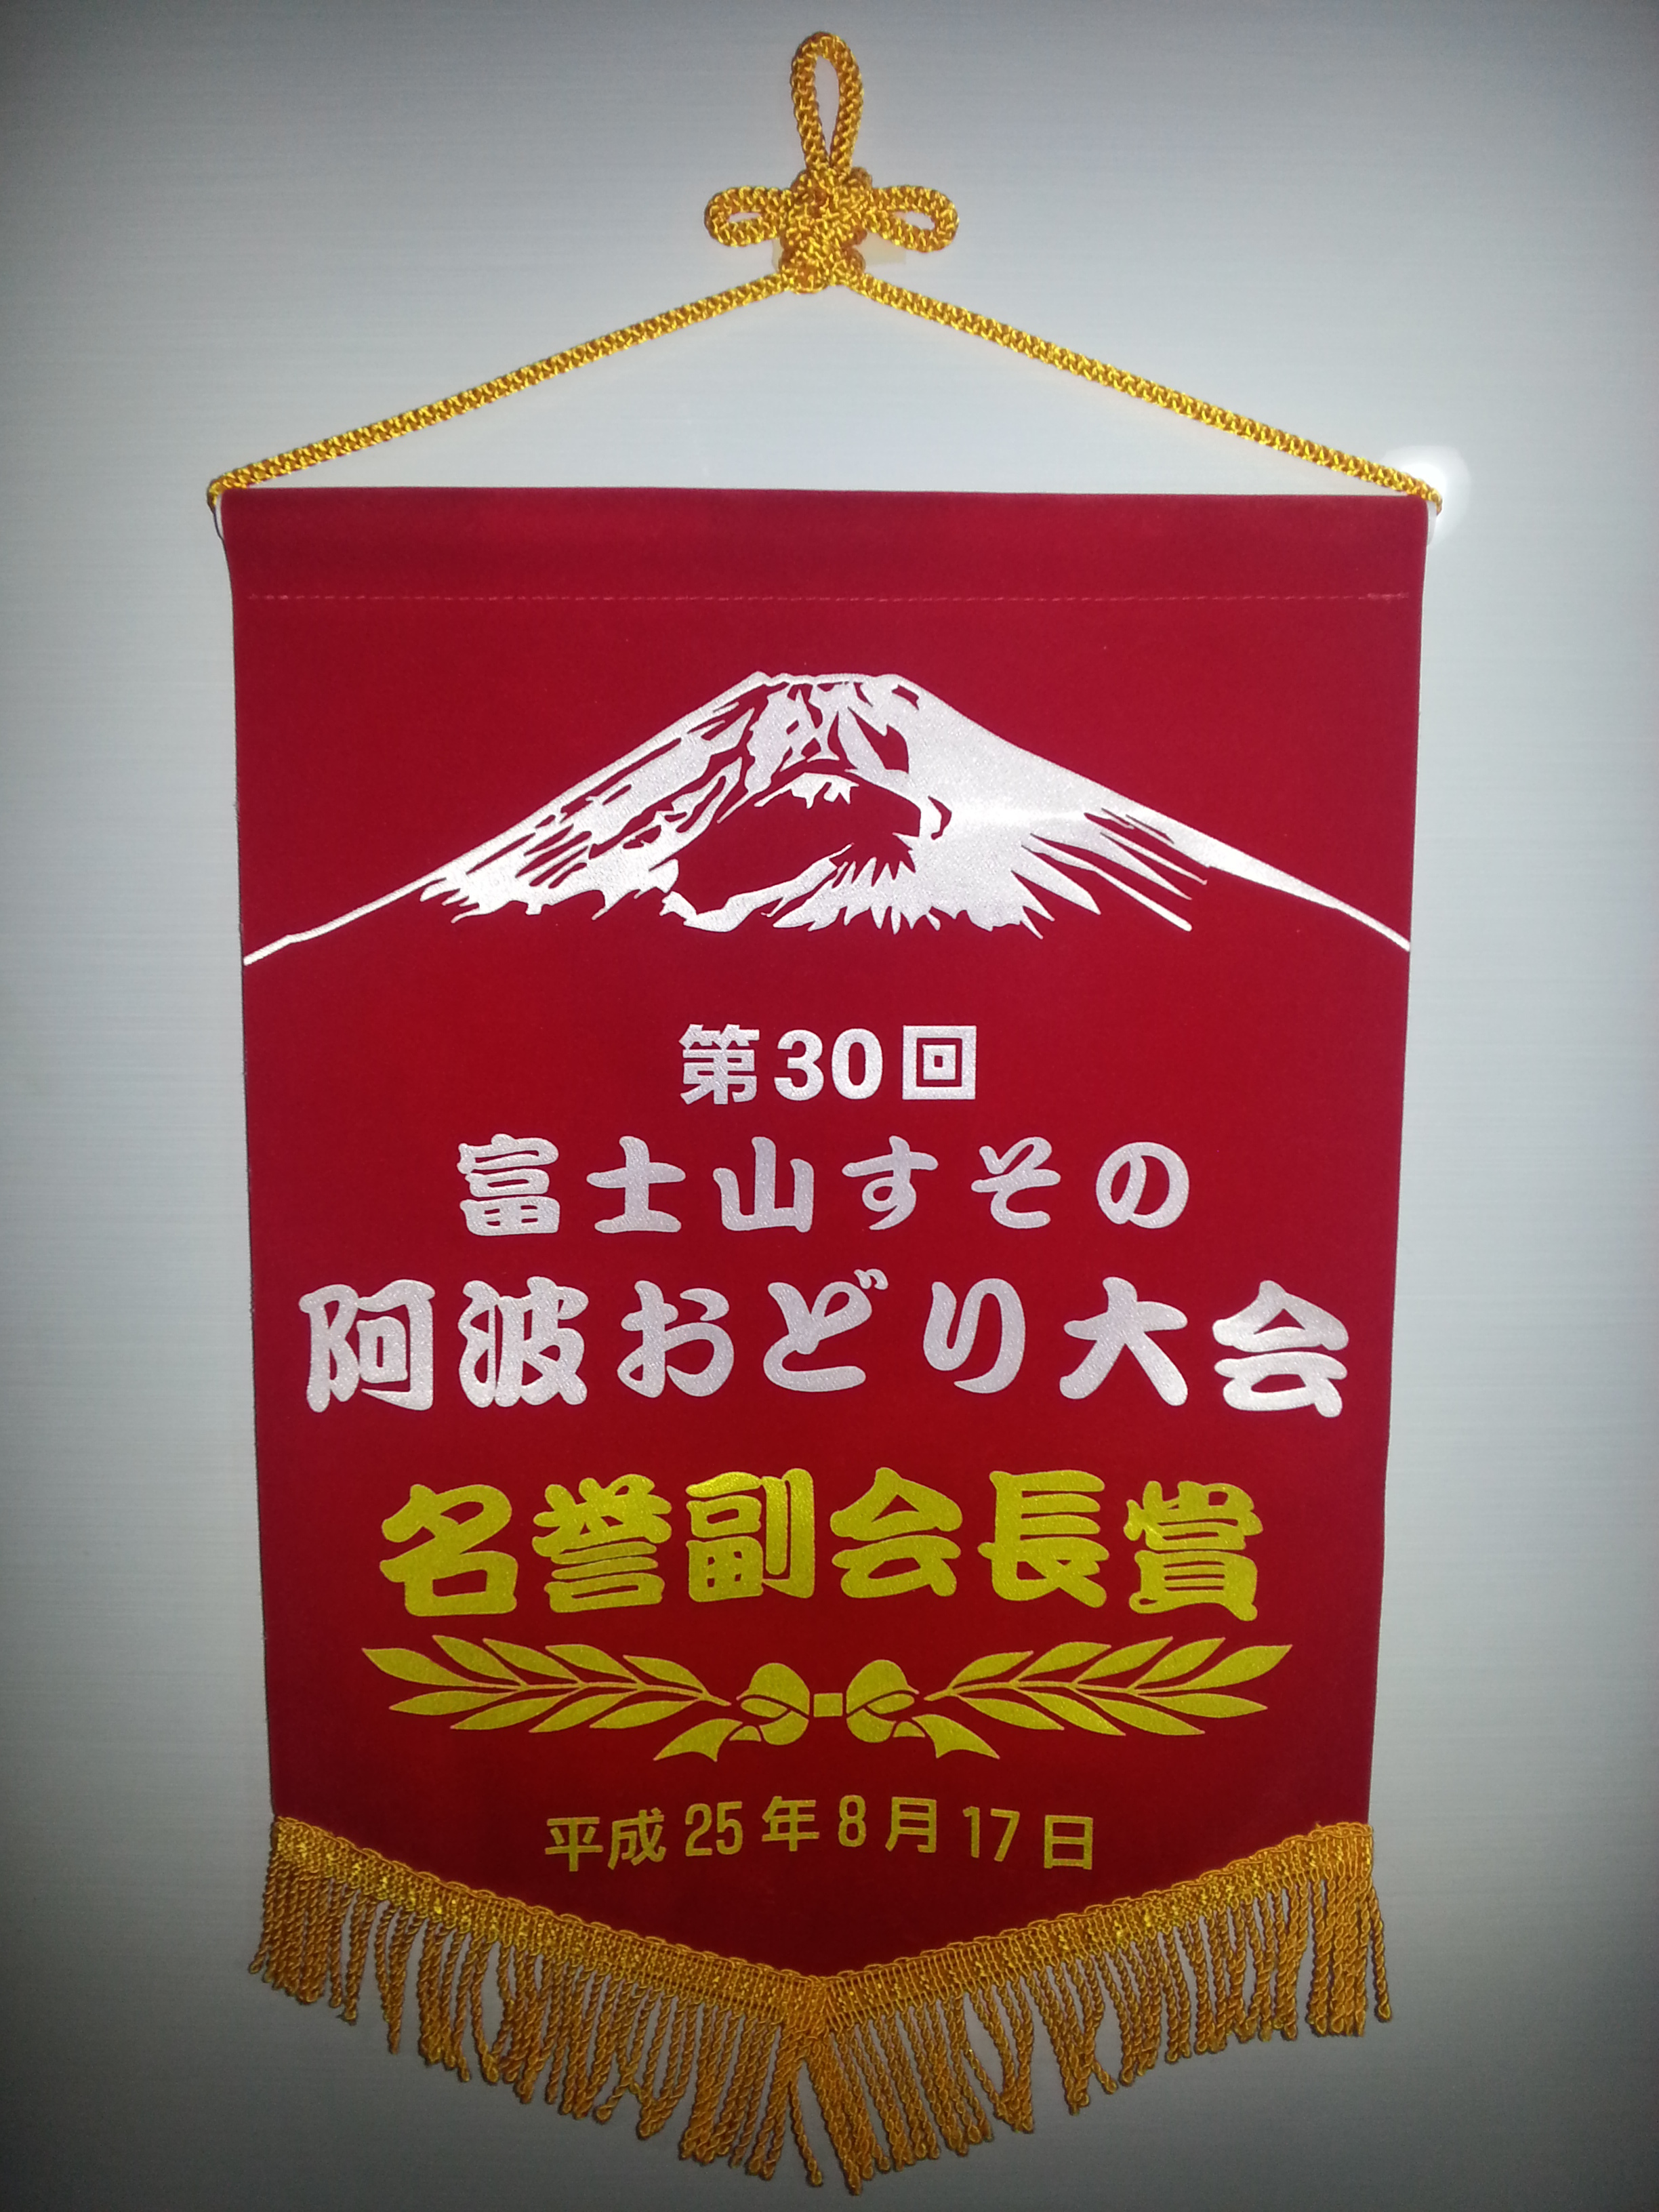 第30回
富士山すその
阿波おどり大会
名誉副会長賞
平成25年8月17日